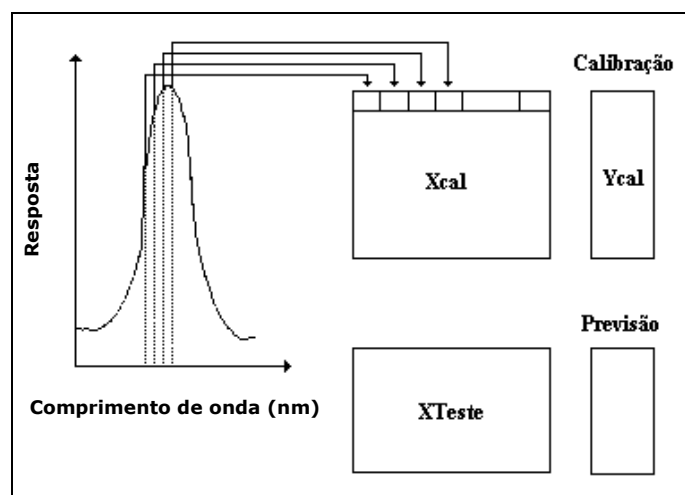 Calibração
Xcal
Ycal
Resposta
Previsão
XTeste
Comprimento de onda (nm)